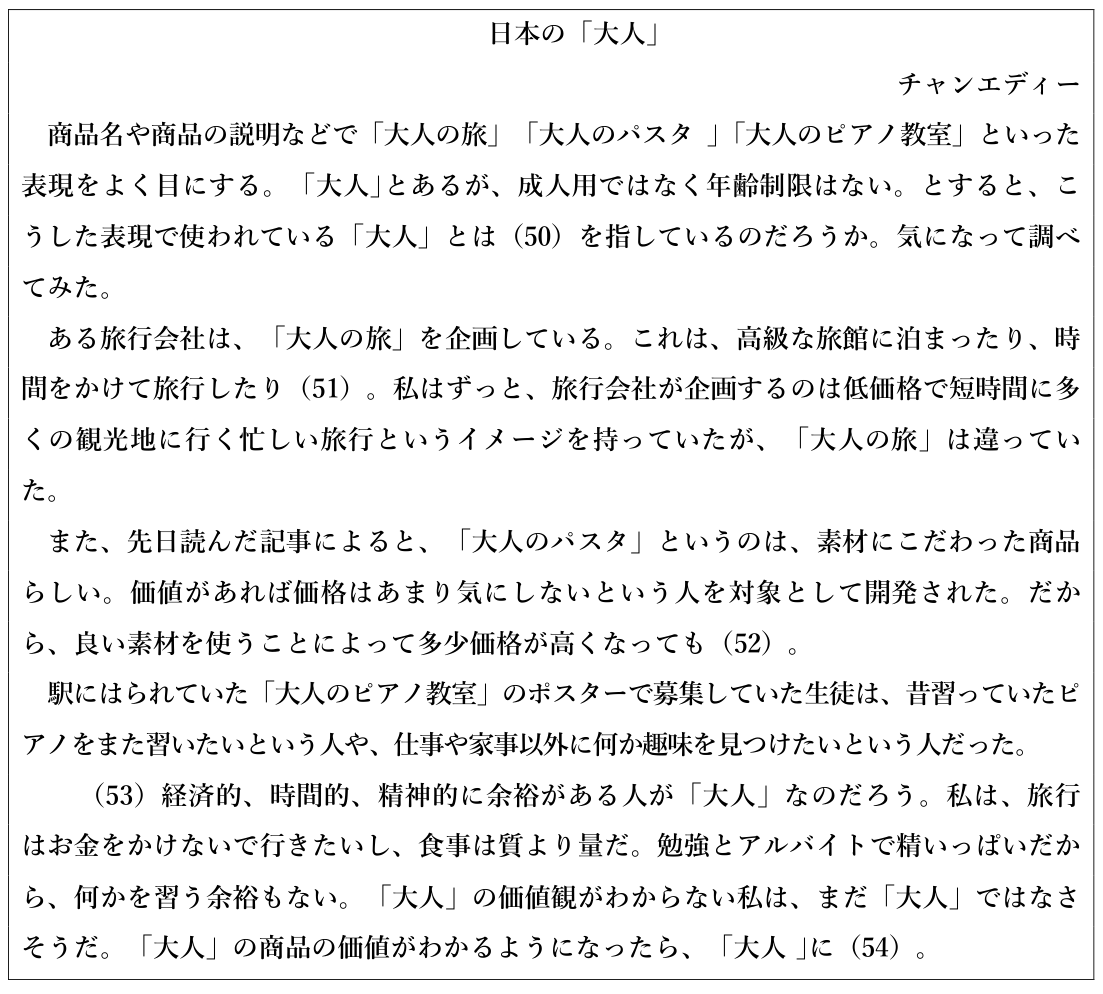 日本の「大人」
チャンエディー
商品名や商品の説明などで「大人の旅」「大人のパスタ 」「大人のピアノ教室」といった
表現をよく目にする。「大人」とあるが、成人用ではなく年齢制限はない。とすると、こ
うした表現で使われている「大人」とは（50）を指しているのだろうか。気になって調べ
てみた。
ある旅行会社は、「大人の旅」を企画している。これは、高級な旅館に泊まったり、時
間をかけて旅行したり（51）。私はずっと、旅行会社が企画するのは低価格で短時間に多
くの観光地に行く忙しい旅行というイメージを持っていたが、「大人の旅」は違ってい
た。
また、先日読んだ記事によると、「大人のパスタ」というのは、素材にこだわった商品
らしい。価値があれば価格はあまり気にしないという人を対象として開発された。だか
ら、良い素材を使うことによって多少価格が高くなっても（52）。
駅にはられていた「大人のピアノ教室」のポスターで募集していた生徒は、昔習っていたピ
アノをまた習いたいという人や、仕事や家事以外に何か趣味を見つけたいという人だった。
（53）経済的、時間的、精神的に余裕がある人が「大人」なのだろう。私は、旅行
はお金をかけないで行きたいし、食事は質より量だ。勉強とアルバイトで精いっぱいだか
ら、何かを習う余裕もない。「大人」の価値観がわからない私は、まだ「大人」ではなさ
そうだ。「大人」の商品の価値がわかるようになったら、「大人 」に（54）。